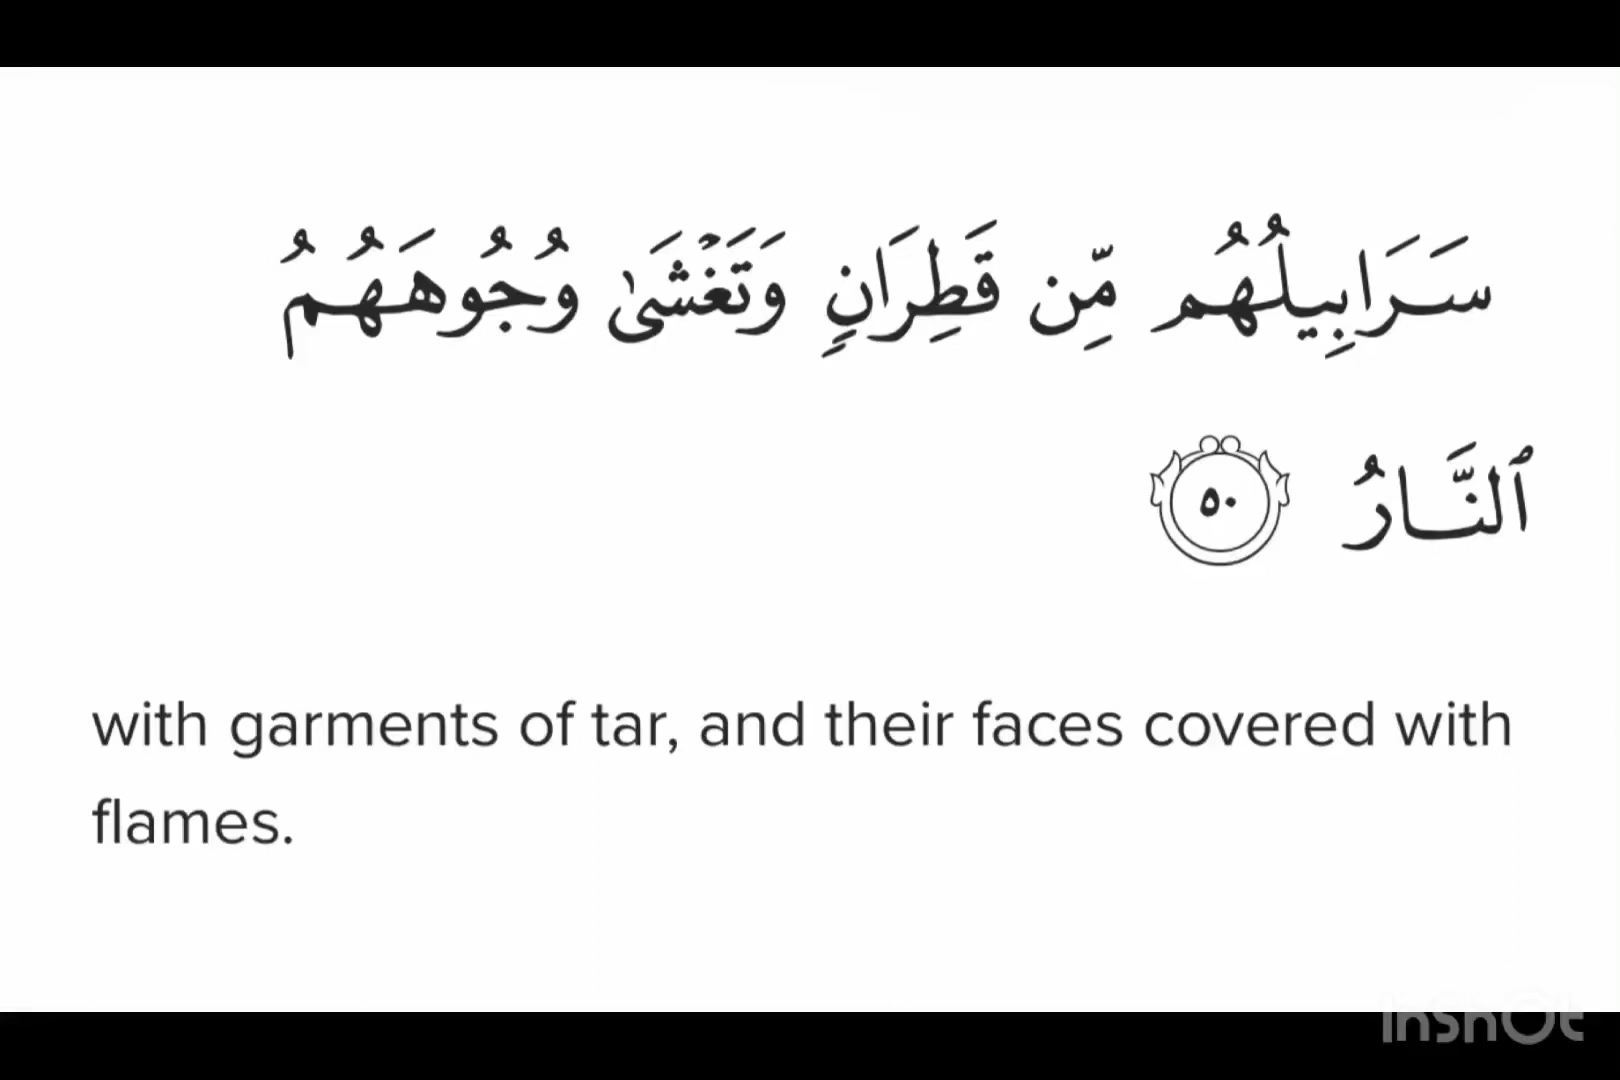 سَرَابِيلُهُم مِّن قَطِرَانٍ وَتَغْشَىٰ وُجُوهَهُمُ
ٱلنَّارُ ٥٠
with garments of tar, and their faces covered with
flames.
InShOt